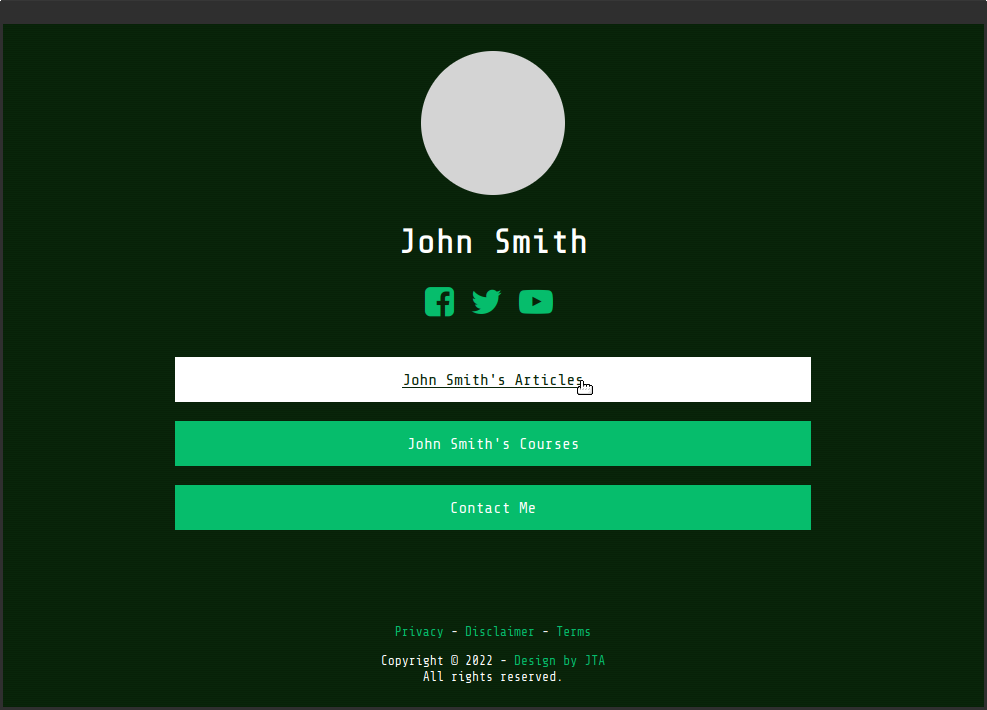 John Smith
John Smith's Articles
John Smith's Courses
Contact Me
Privacy - Disclaimer - Terms
Copyright © 2022 - Design by JTA
All rights reserved.